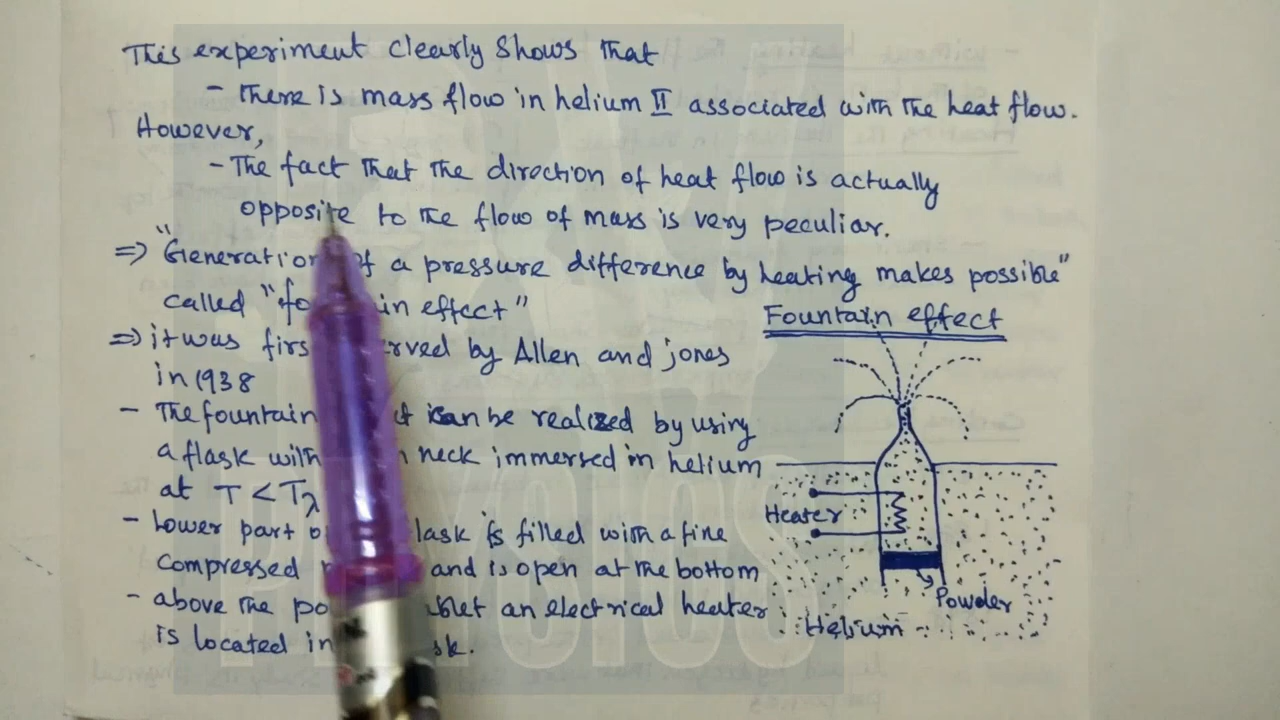 This experiment clearly shows that
- There is mass flow in helium II associated with the heat flow.
However,
- The fact that the direction of heat flow is actually
opposite to the flow of mass is very peculiar.
⇒ "Generation of a pressure difference by heating makes possible"
called "fo in effect"
Fountain effect
⇒ it was firs rved by Allen and jones
in 1938
- The fountain can be realized by using
a flask with neck immersed in helium
at T < Tλ
- lower part o lask is filled with a fine
compressed and is open at the bottom
- above the po blet an electrical heater
is located in sk.
Heater
Powder
Helium
PHYSICS